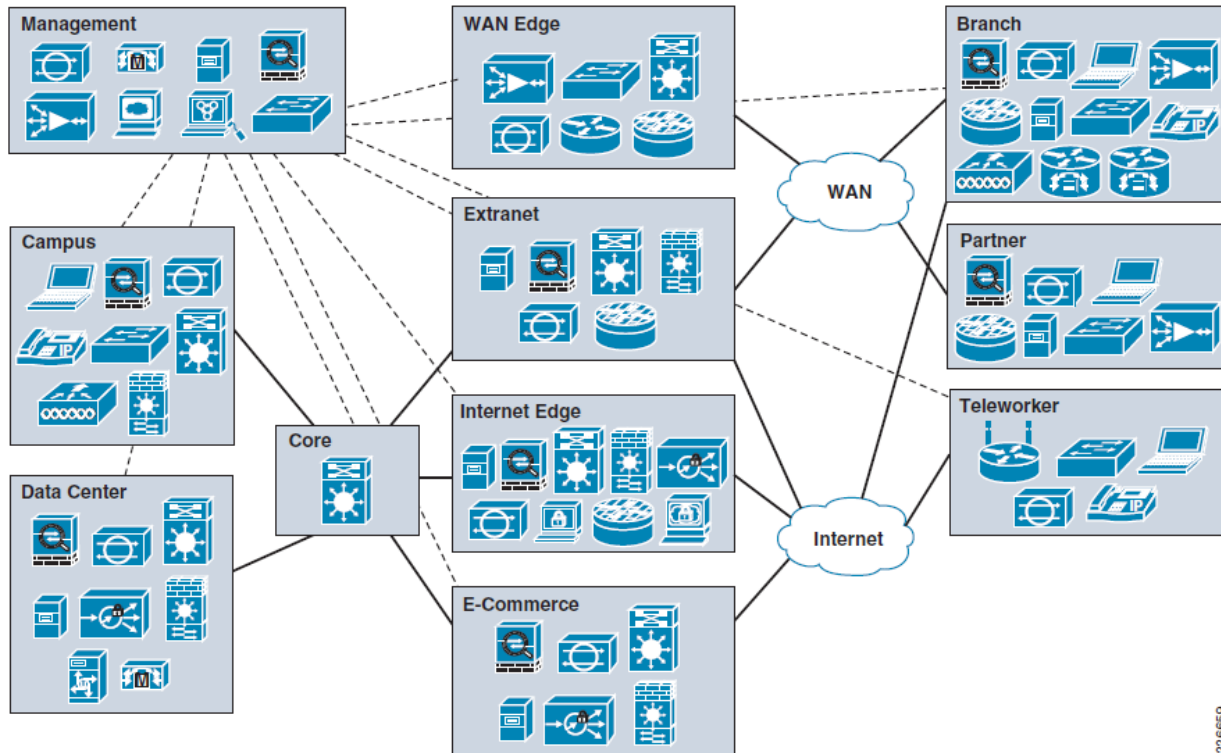 Management
WAN Edge
Branch
IP
WAN
Extranet
Campus
IP
Partner
Internet Edge
Teleworker
Core
IP
Data Center
Internet
E-Commerce